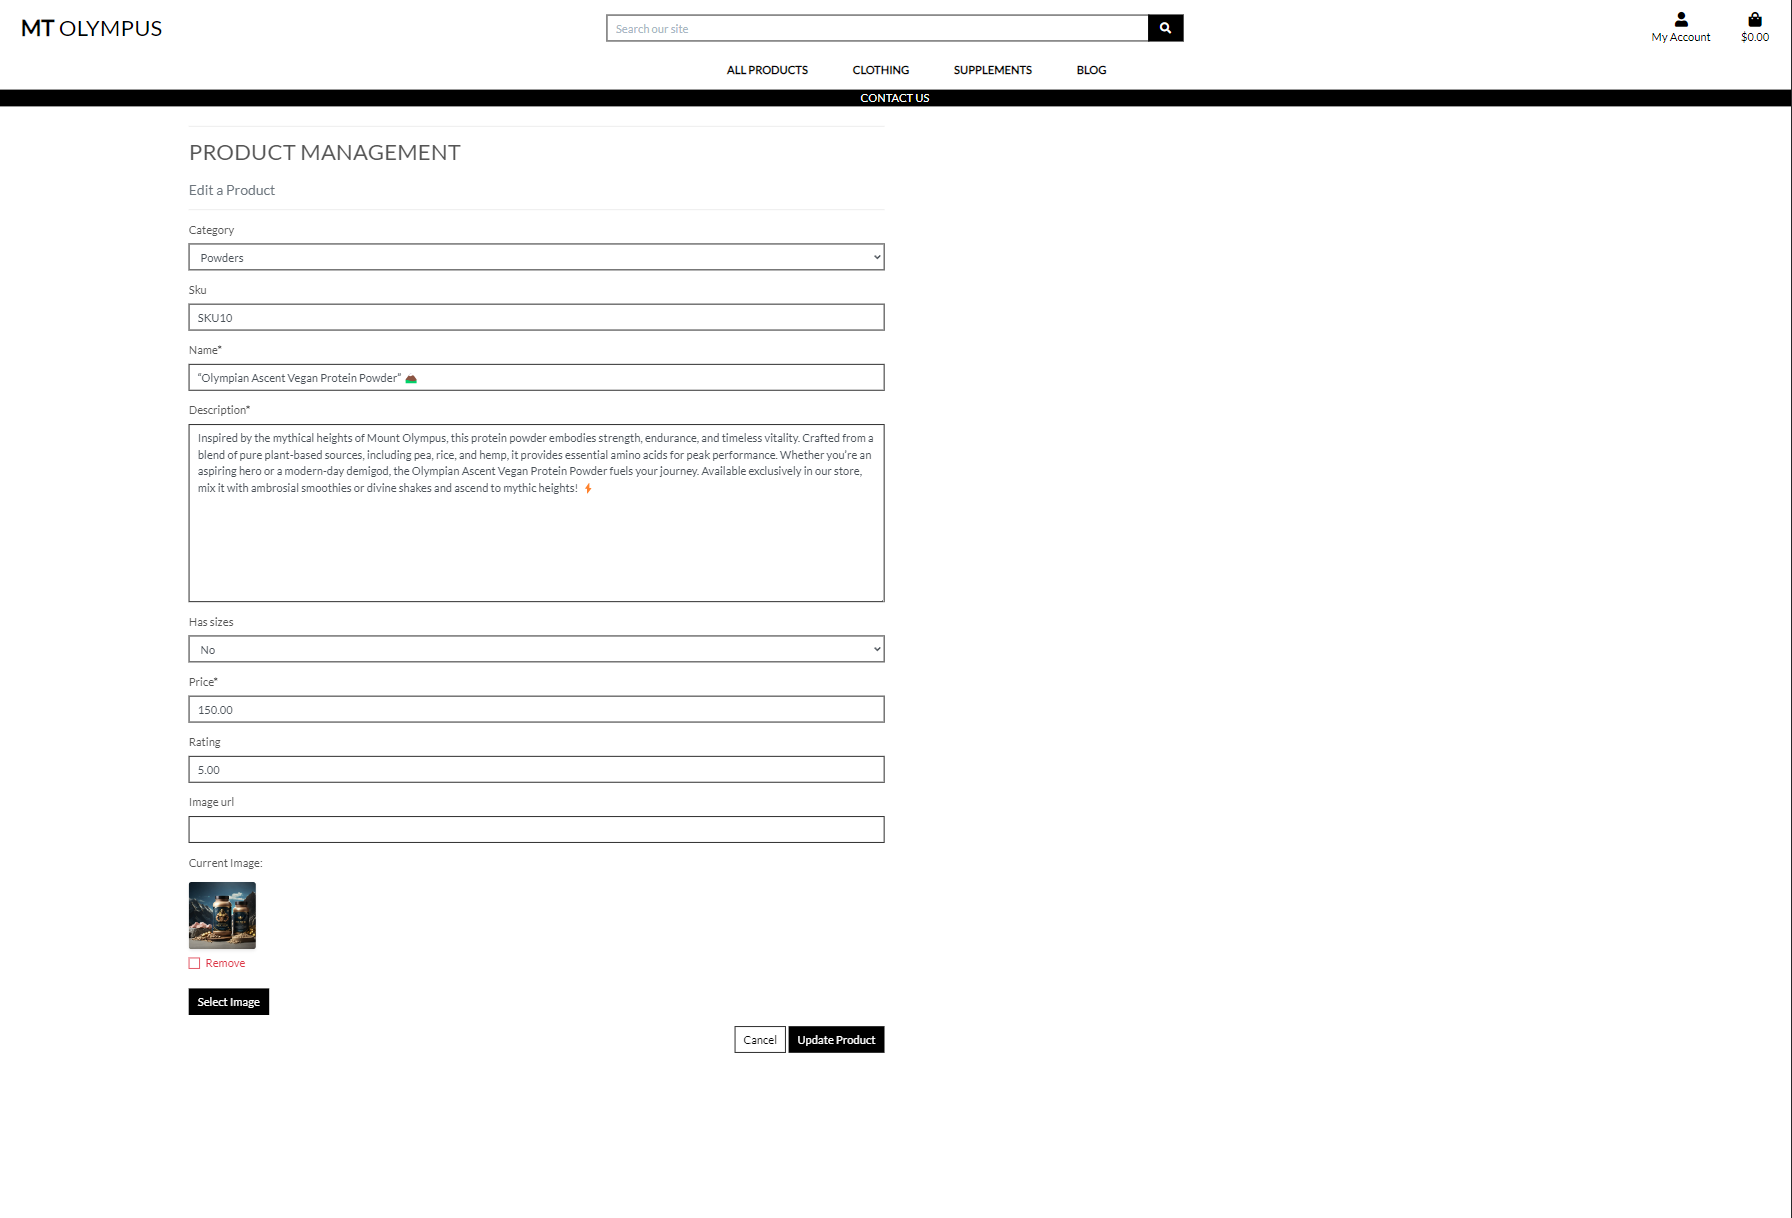 MT OLYMPUS
Search our site
My Account
$0.00
ALL PRODUCTS CLOTHING SUPPLEMENTS BLOG
CONTACT US
PRODUCT MANAGEMENT
Edit a Product
Category
Powders
Sku
SKU10
Name*
“Olympian Ascent Vegan Protein Powder” ⛰️
Description*
Inspired by the mythical heights of Mount Olympus, this protein powder embodies strength, endurance, and timeless vitality. Crafted from a
blend of pure plant-based sources, including pea, rice, and hemp, it provides essential amino acids for peak performance. Whether you’re an
aspiring hero or a modern-day demigod, the Olympian Ascent Vegan Protein Powder fuels your journey. Available exclusively in our store,
mix it with ambrosial smoothies or divine shakes and ascend to mythic heights! ⚡
Has sizes
No
Price*
150.00
Rating
5.00
Image url
Current Image:
Remove
Select Image
Cancel Update Product